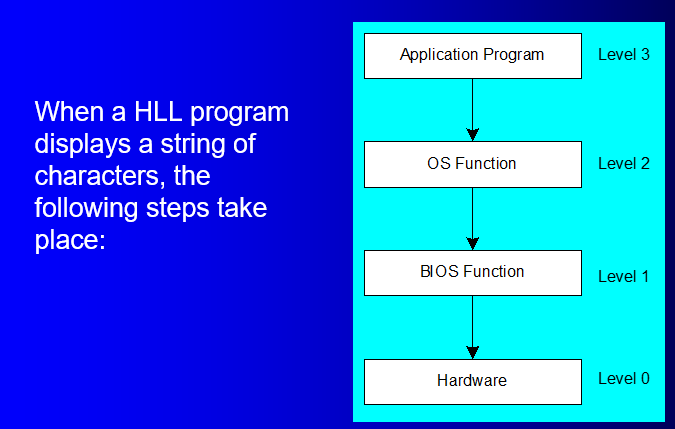 When a HLL program
displays a string of
characters, the
following steps take
place:
Application Program
Level 3
OS Function
Level 2
BIOS Function
Level 1
Hardware
Level 0